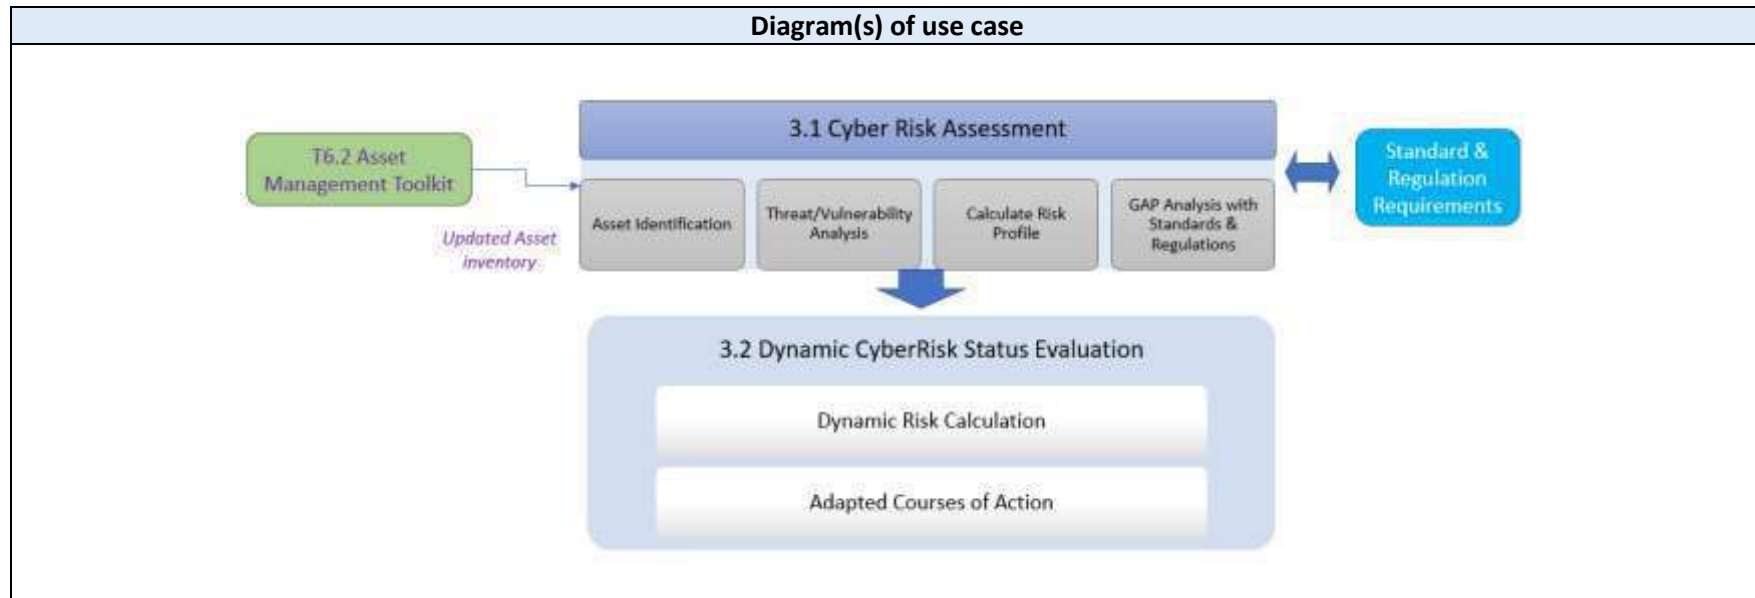 Diagram(s) of use case
3.1 Cyber Risk Assessment
T6.2 Asset
Management Toolkit
Updated Asset
inventory
Asset Identification
Threat/Vulnerability
Analysis
Calculate Risk
Profile
GAP Analysis with
Standards &
Regulations
Standard &
Regulation
Requirements
3.2 Dynamic CyberRisk Status Evaluation
Dynamic Risk Calculation
Adapted Courses of Action